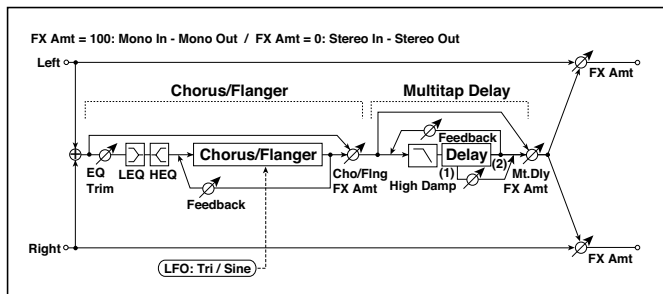 FX Amt = 100: Mono In - Mono Out / FX Amt = 0: Stereo In - Stereo Out
Left
FX Amt
Chorus/Flanger
Multitap Delay
Feedback
EQ
Trim
LEQ
HEQ
Chorus/Flanger
Cho/Flng
FX Amt
High Damp
Delay
(1)
(2)
Mt.Dly
FX Amt
Feedback
Right
LFO: Tri / Sine
FX Amt